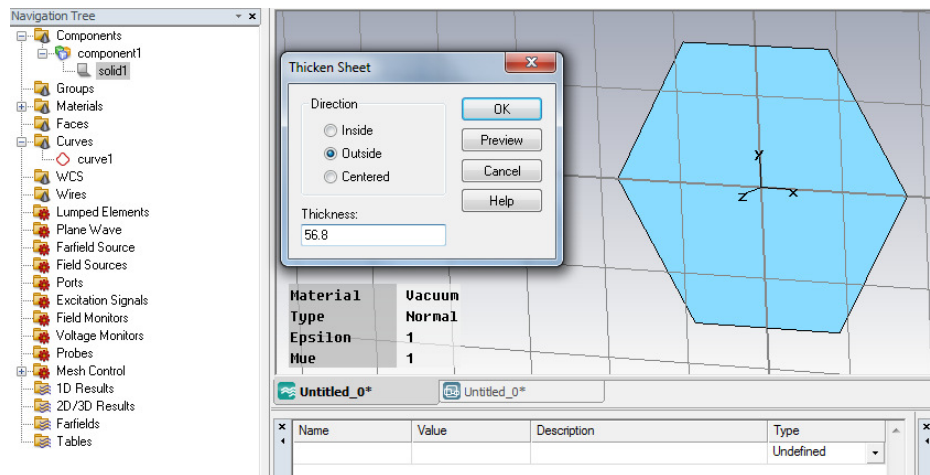 Navigation Tree
Components
component1
solid1
Groups
Materials
Faces
Curves
curve1
WCS
Wires
Lumped Elements
Plane Wave
Farfield Source
Field Sources
Ports
Excitation Signals
Field Monitors
Voltage Monitors
Probes
Mesh Control
1D Results
2D/3D Results
Farfields
Tables
Thicken Sheet
Direction
Inside
Outside
Centered
Thickness:
56.8
OK
Preview
Cancel
Help
y
x
z
Material Vacuum
Type Normal
Epsilon 1
Mue 1
Untitled_0* Untitled_0*
Name Value Description Type
Undefined